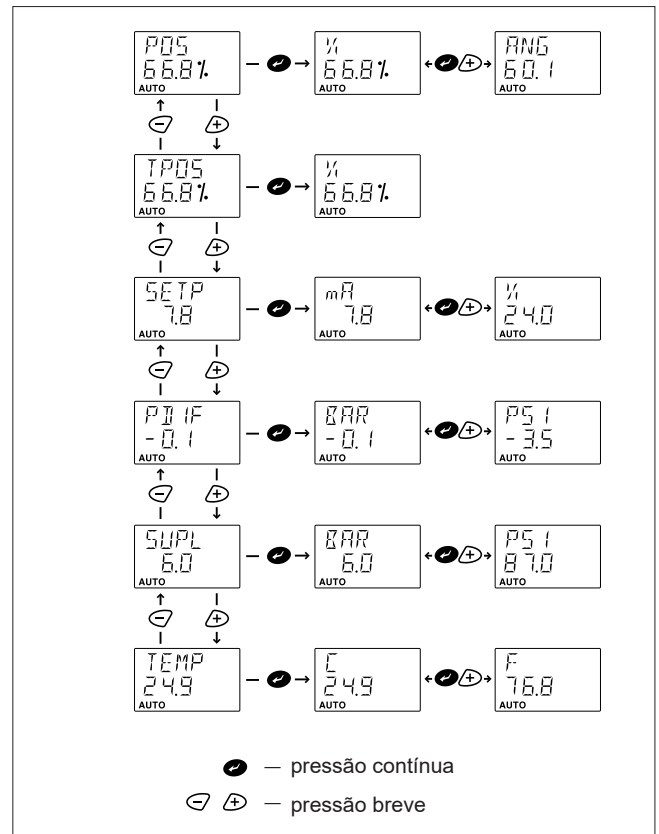 POS % ANG
66.8% 66.8% 60.1
AUTO AUTO AUTO
TPOS %
66.8% 66.8%
AUTO AUTO
SETP mA %
7.8 7.8 24.0
AUTO AUTO AUTO
PDIF BAR PSI
-0.1 -0.1 -3.5
AUTO AUTO AUTO
SUPL BAR PSI
6.0 6.0 87.0
AUTO AUTO AUTO
TEMP C F
24.9 24.9 76.8
AUTO AUTO AUTO
— pressão contínua
— pressão breve